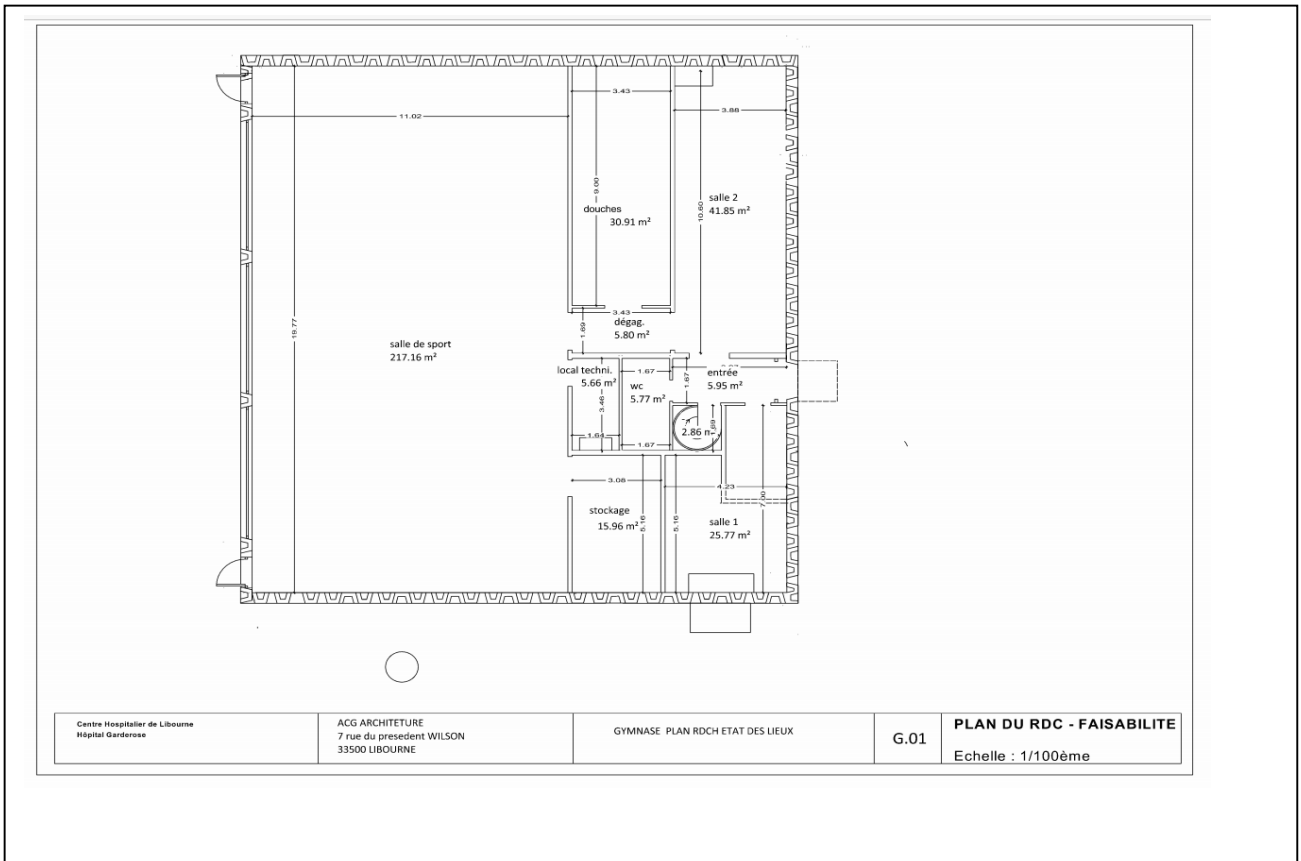 3.43
3.88
11.02
9.00
salle 2
41.85 m²
10.60
douches
30.91 m²
3.43
dégag.
5.80 m²
1.69
19.77
salle de sport
217.16 m²
local techni.
5.66 m²
1.67
wc
5.77 m²
1.67
entrée
5.95 m²
3.46
1.64
1.67
2.86 m²
1.69
3.08
4.23
7.00
stockage
15.96 m²
5.16
5.16
salle 1
25.77 m²
Centre Hospitalier de Libourne
Hôpital Garderose
ACG ARCHITETURE
7 rue du presedent WILSON
33500 LIBOURNE
GYMNASE PLAN RDCH ETAT DES LIEUX
G.01
PLAN DU RDC - FAISABILITE
Echelle : 1/100ème